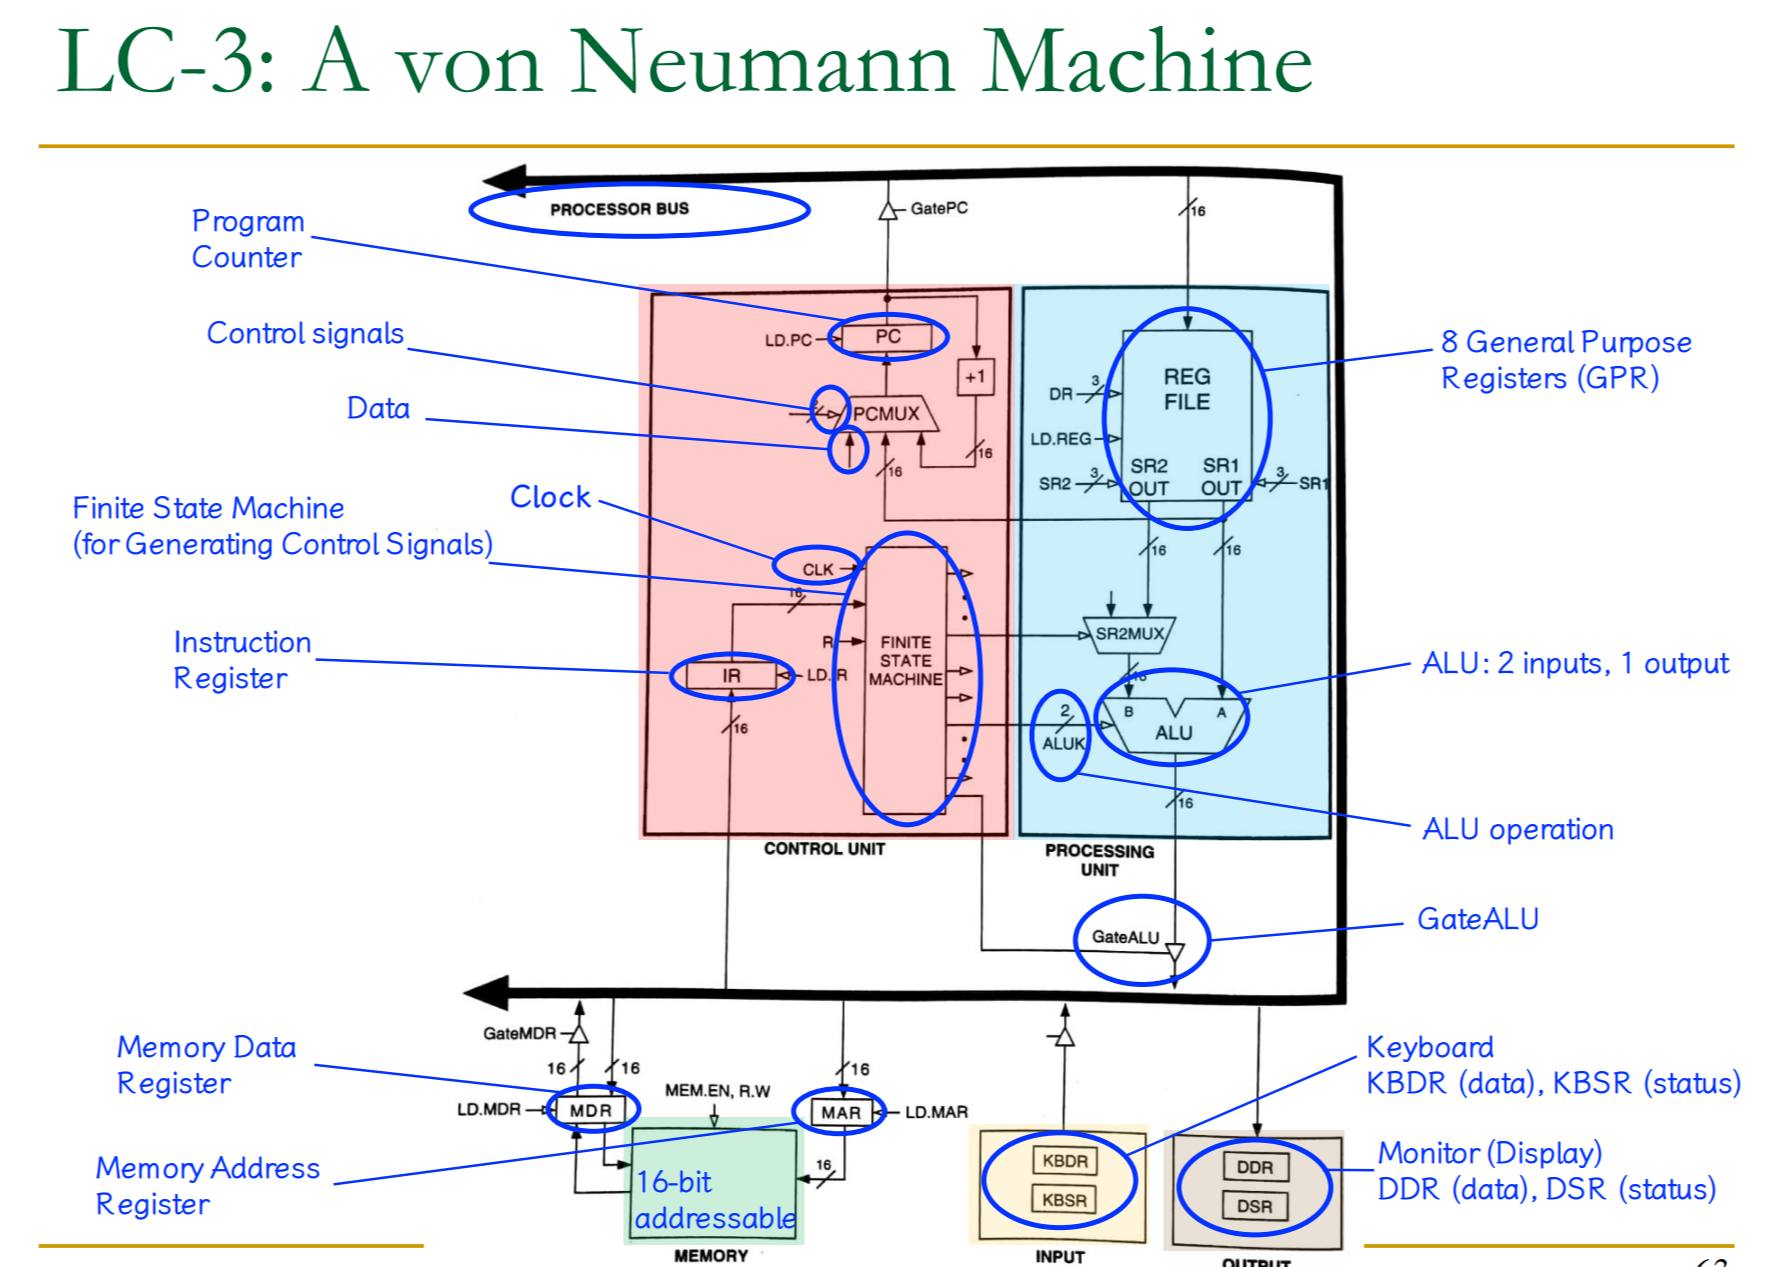 LC-3: A von Neumann Machine
PROCESSOR BUS
GatePC
16
Program
Counter
Control signals
Data
LD.PC
PC
+1
2
PCMUX
16
16
REG
FILE
DR
3
LD.REG
SR2
3
SR2
OUT
SR1
OUT
3
SR1
8 General Purpose
Registers (GPR)
Finite State Machine
(for Generating Control Signals)
Clock
CLK
16
R
FINITE
STATE
MACHINE
Instruction
Register
IR
LD.IR
16
16
16
SR2MUX
16
2
ALUK
B
A
ALU
16
ALU: 2 inputs, 1 output
ALU operation
CONTROL UNIT
PROCESSING
UNIT
GateALU
GateALU
GateMDR
16
16
16
Memory Data
Register
LD.MDR
MDR
MEM.EN, R.W
MAR
LD.MAR
Memory Address
Register
16-bit
addressable
16
MEMORY
KBDR
KBSR
INPUT
Keyboard
KBDR (data), KBSR (status)
DDR
DSR
OUTPUT
Monitor (Display)
DDR (data), DSR (status)